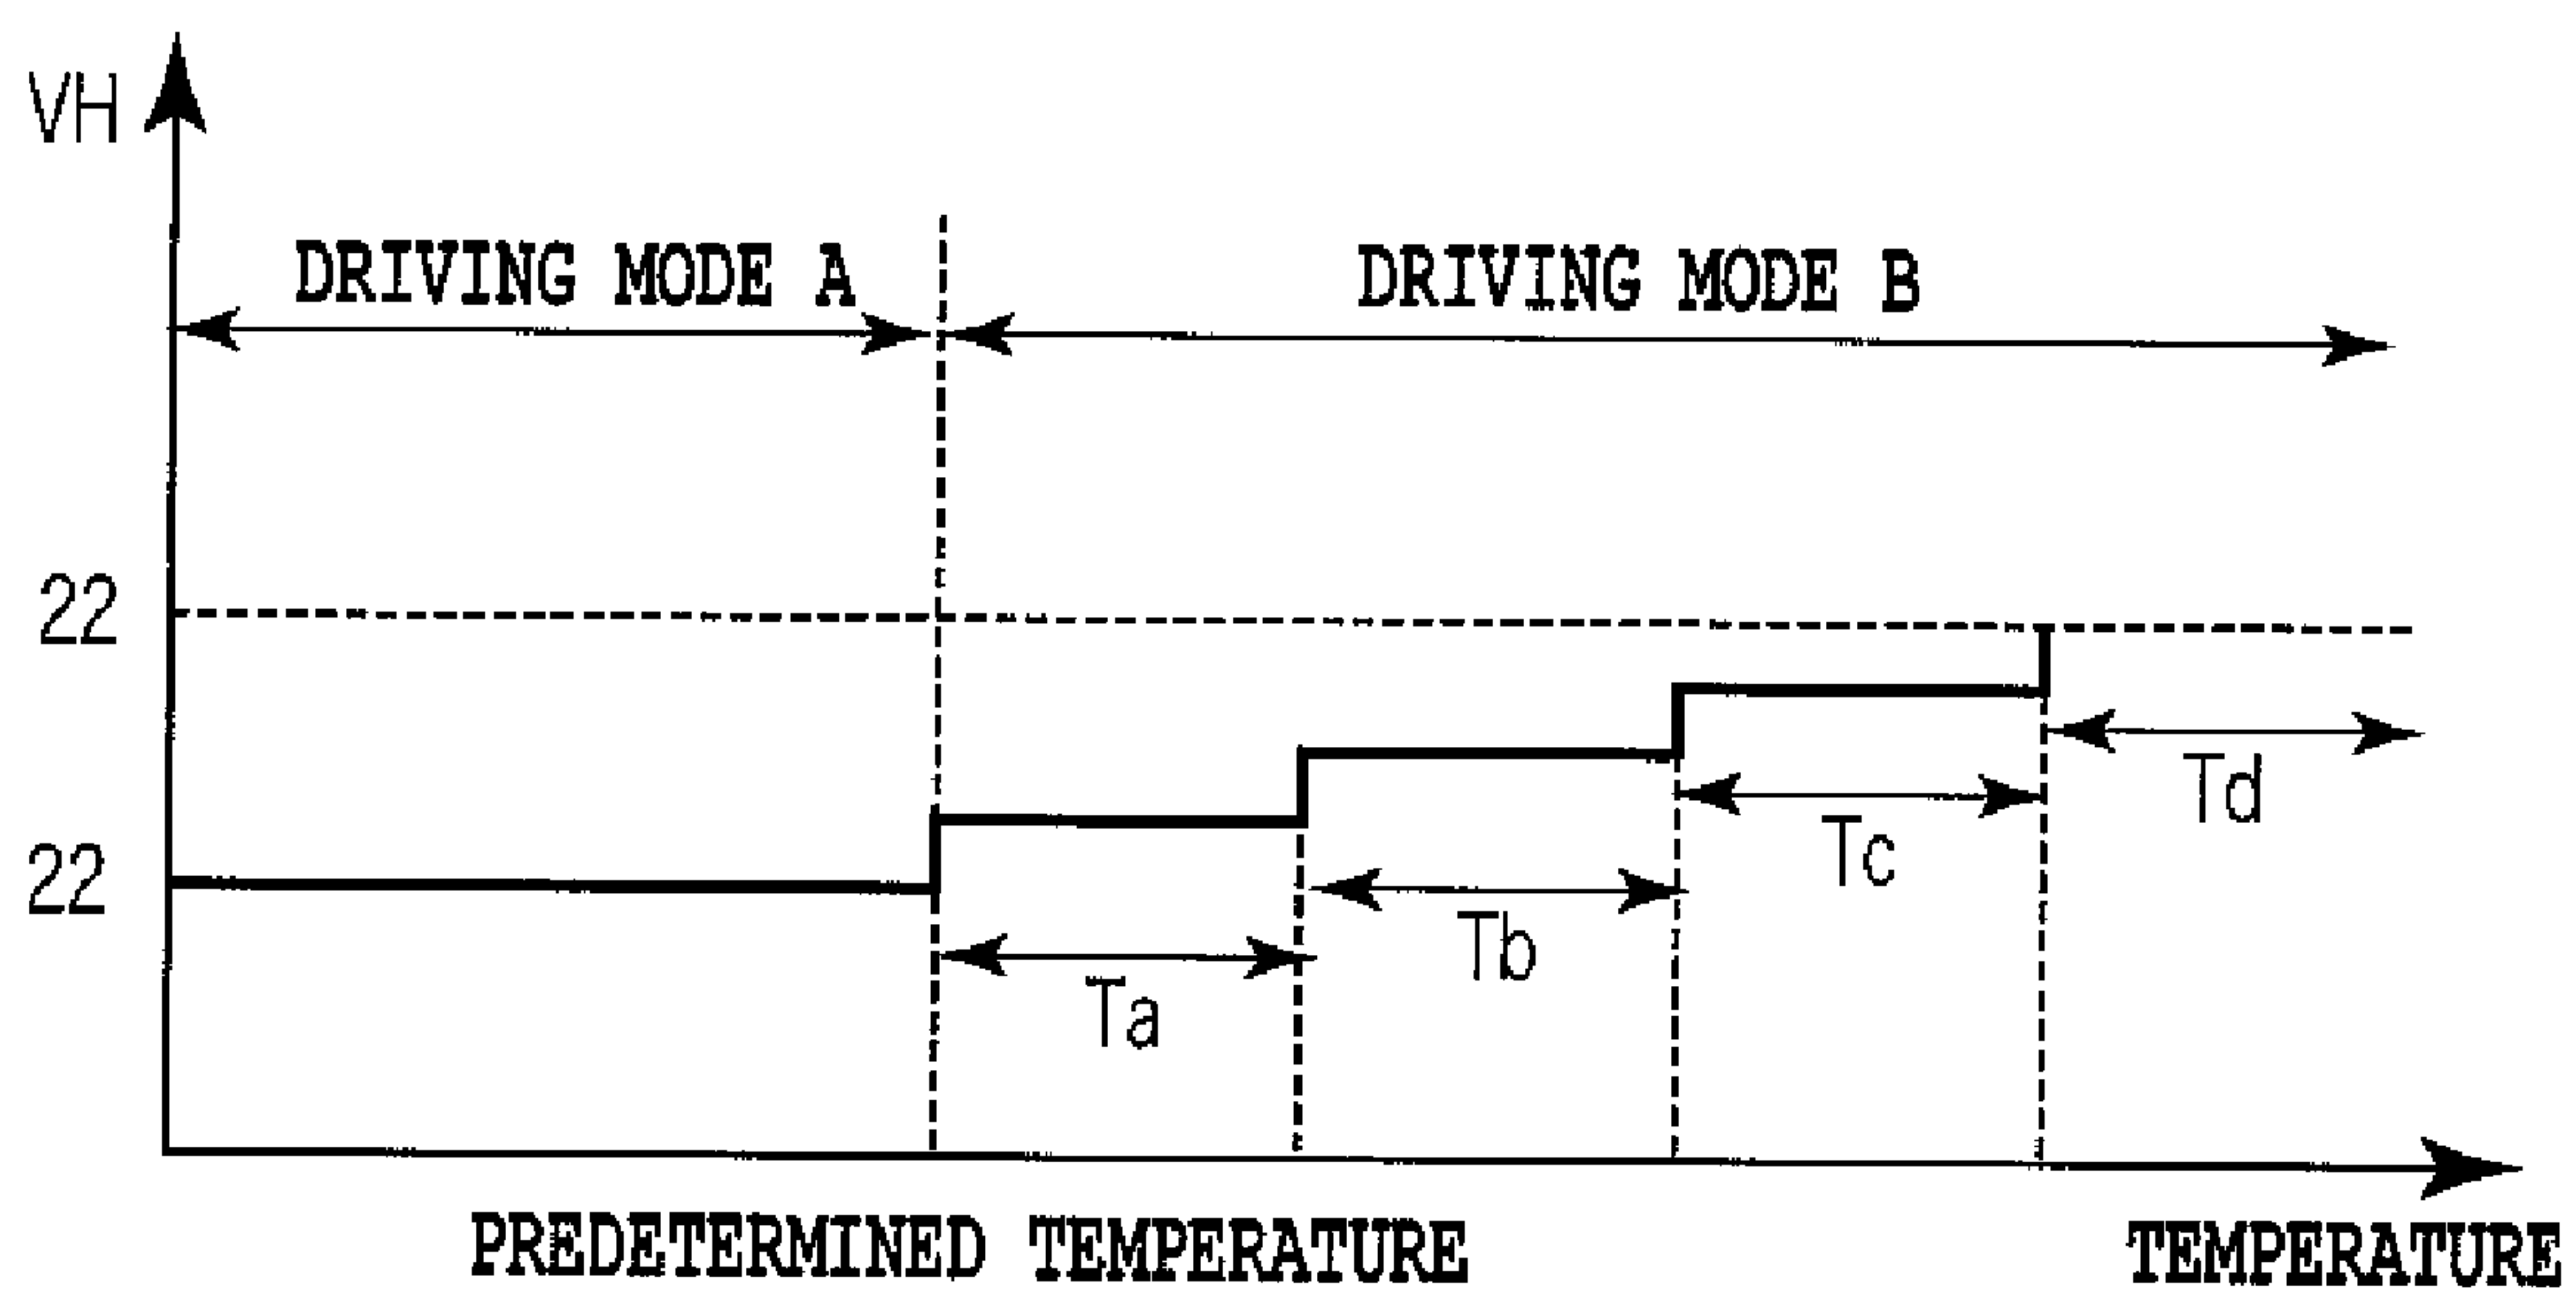 VH
DRIVING MODE A
DRIVING MODE B
22
22
Td
Tc
Tb
Ta
PREDETERMINED TEMPERATURE
TEMPERATURE